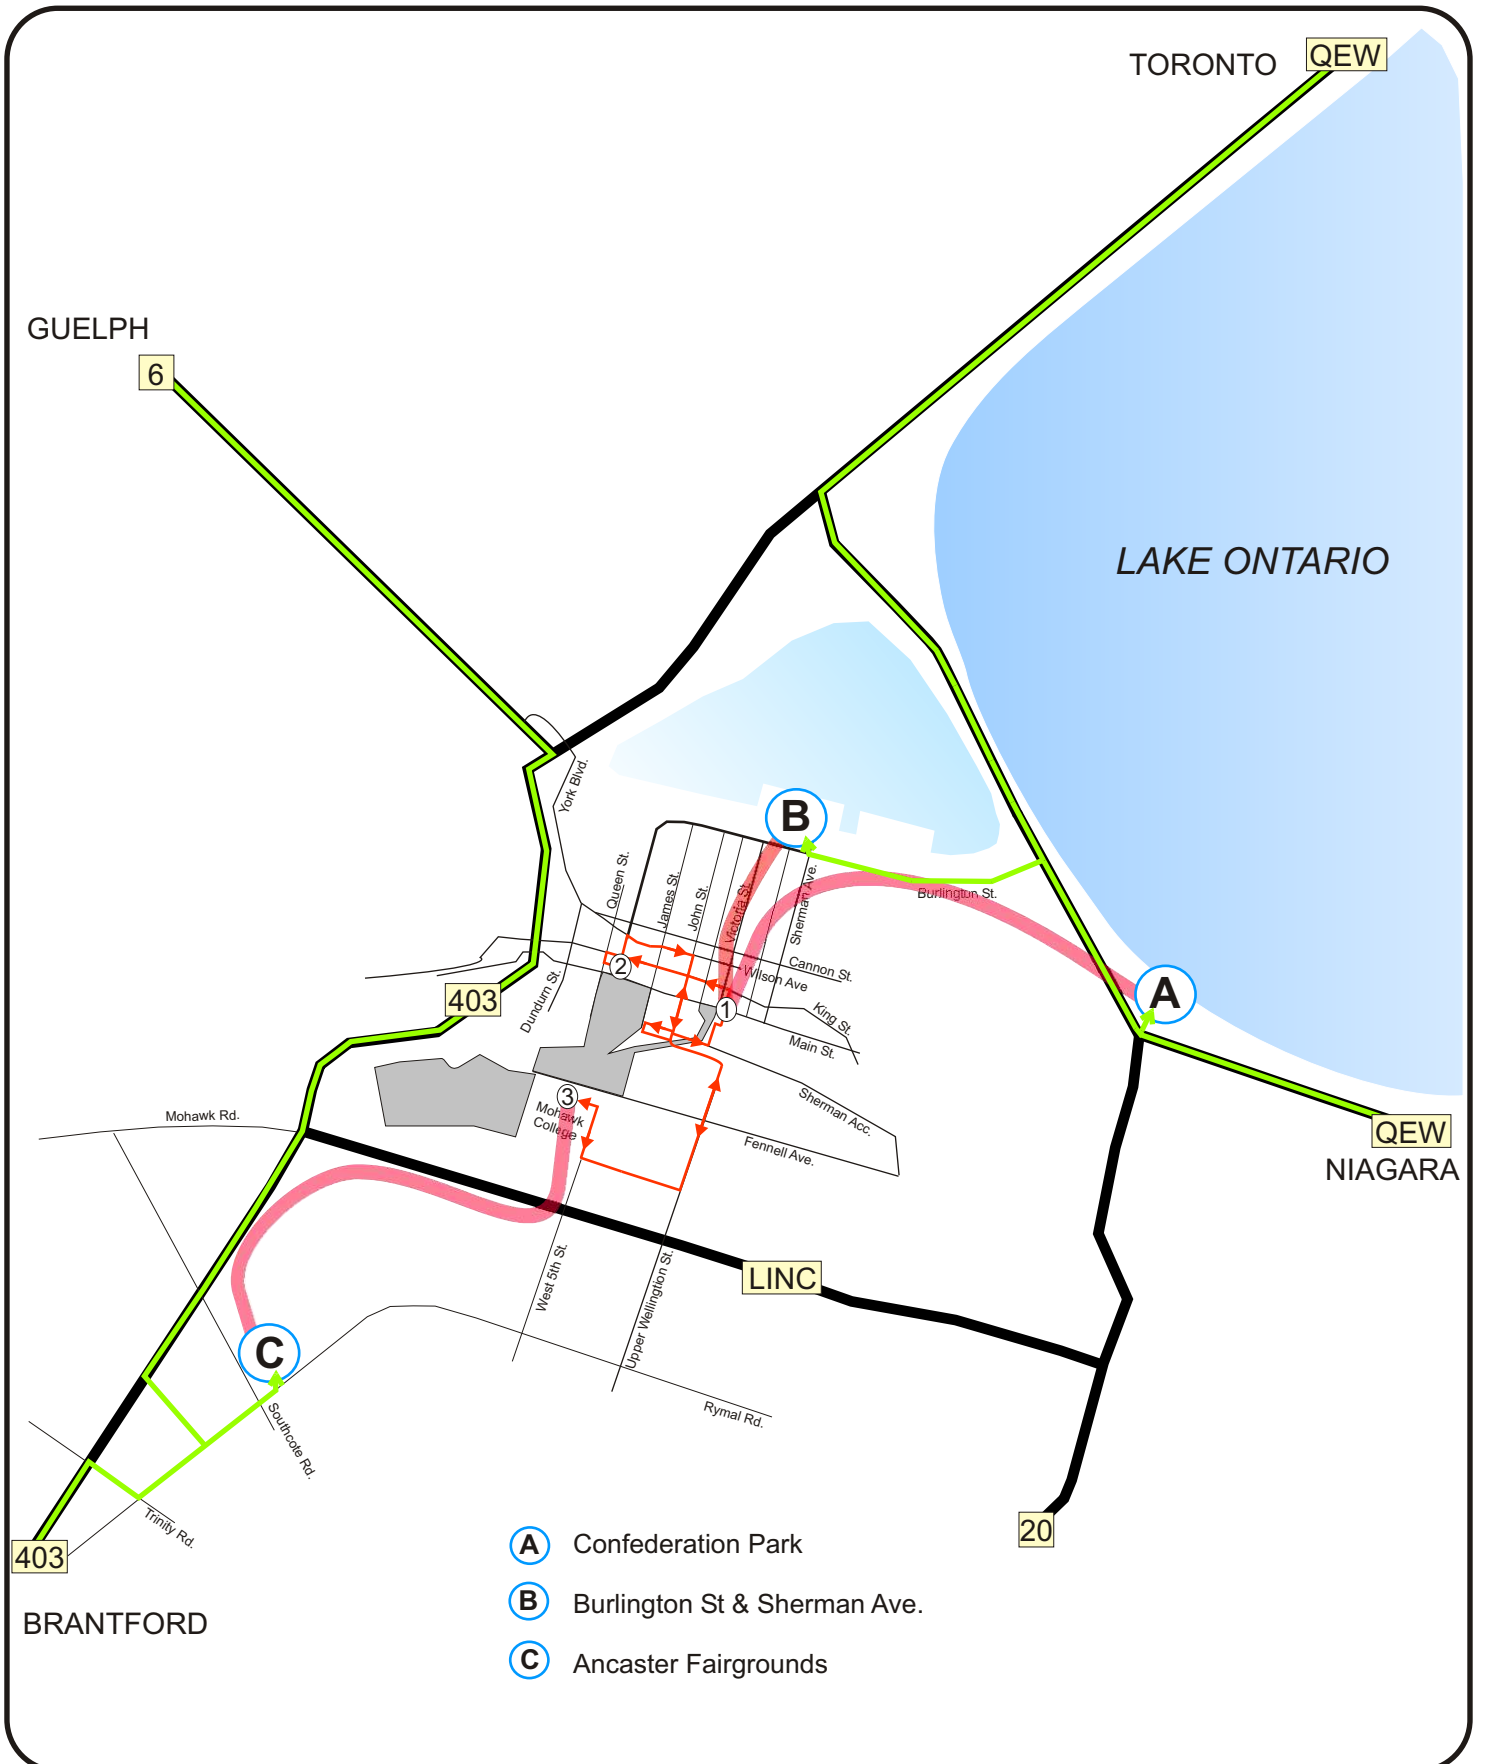 TORONTO
QEW
GUELPH
6
LAKE ONTARIO
York Blvd.
B
Queen St.
James St.
John St.
Victoria St.
Sherman Ave.
Burlington St.
Cannon St.
Wilson Ave
2
403
Dundurn St.
1
King St.
Main St.
A
3
Mohawk
College
Sherman Acc.
Fennell Ave.
Mohawk Rd.
QEW
NIAGARA
LINC
West 5th St.
Upper Wellington St.
C
Southcote Rd.
Rymal Rd.
Trinity Rd.
403
20
BRANTFORD
A Confederation Park
B Burlington St & Sherman Ave.
C Ancaster Fairgrounds